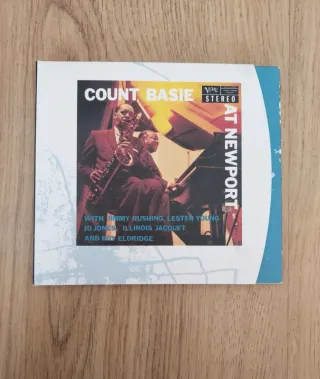 COUNT BASIE
Verve
STEREO
AT NEWPORT
WITH JIMMY RUSHING, LESTER YOUNG
JO JONES, ILLINOIS JACQUET
AND ROY ELDRIDGE